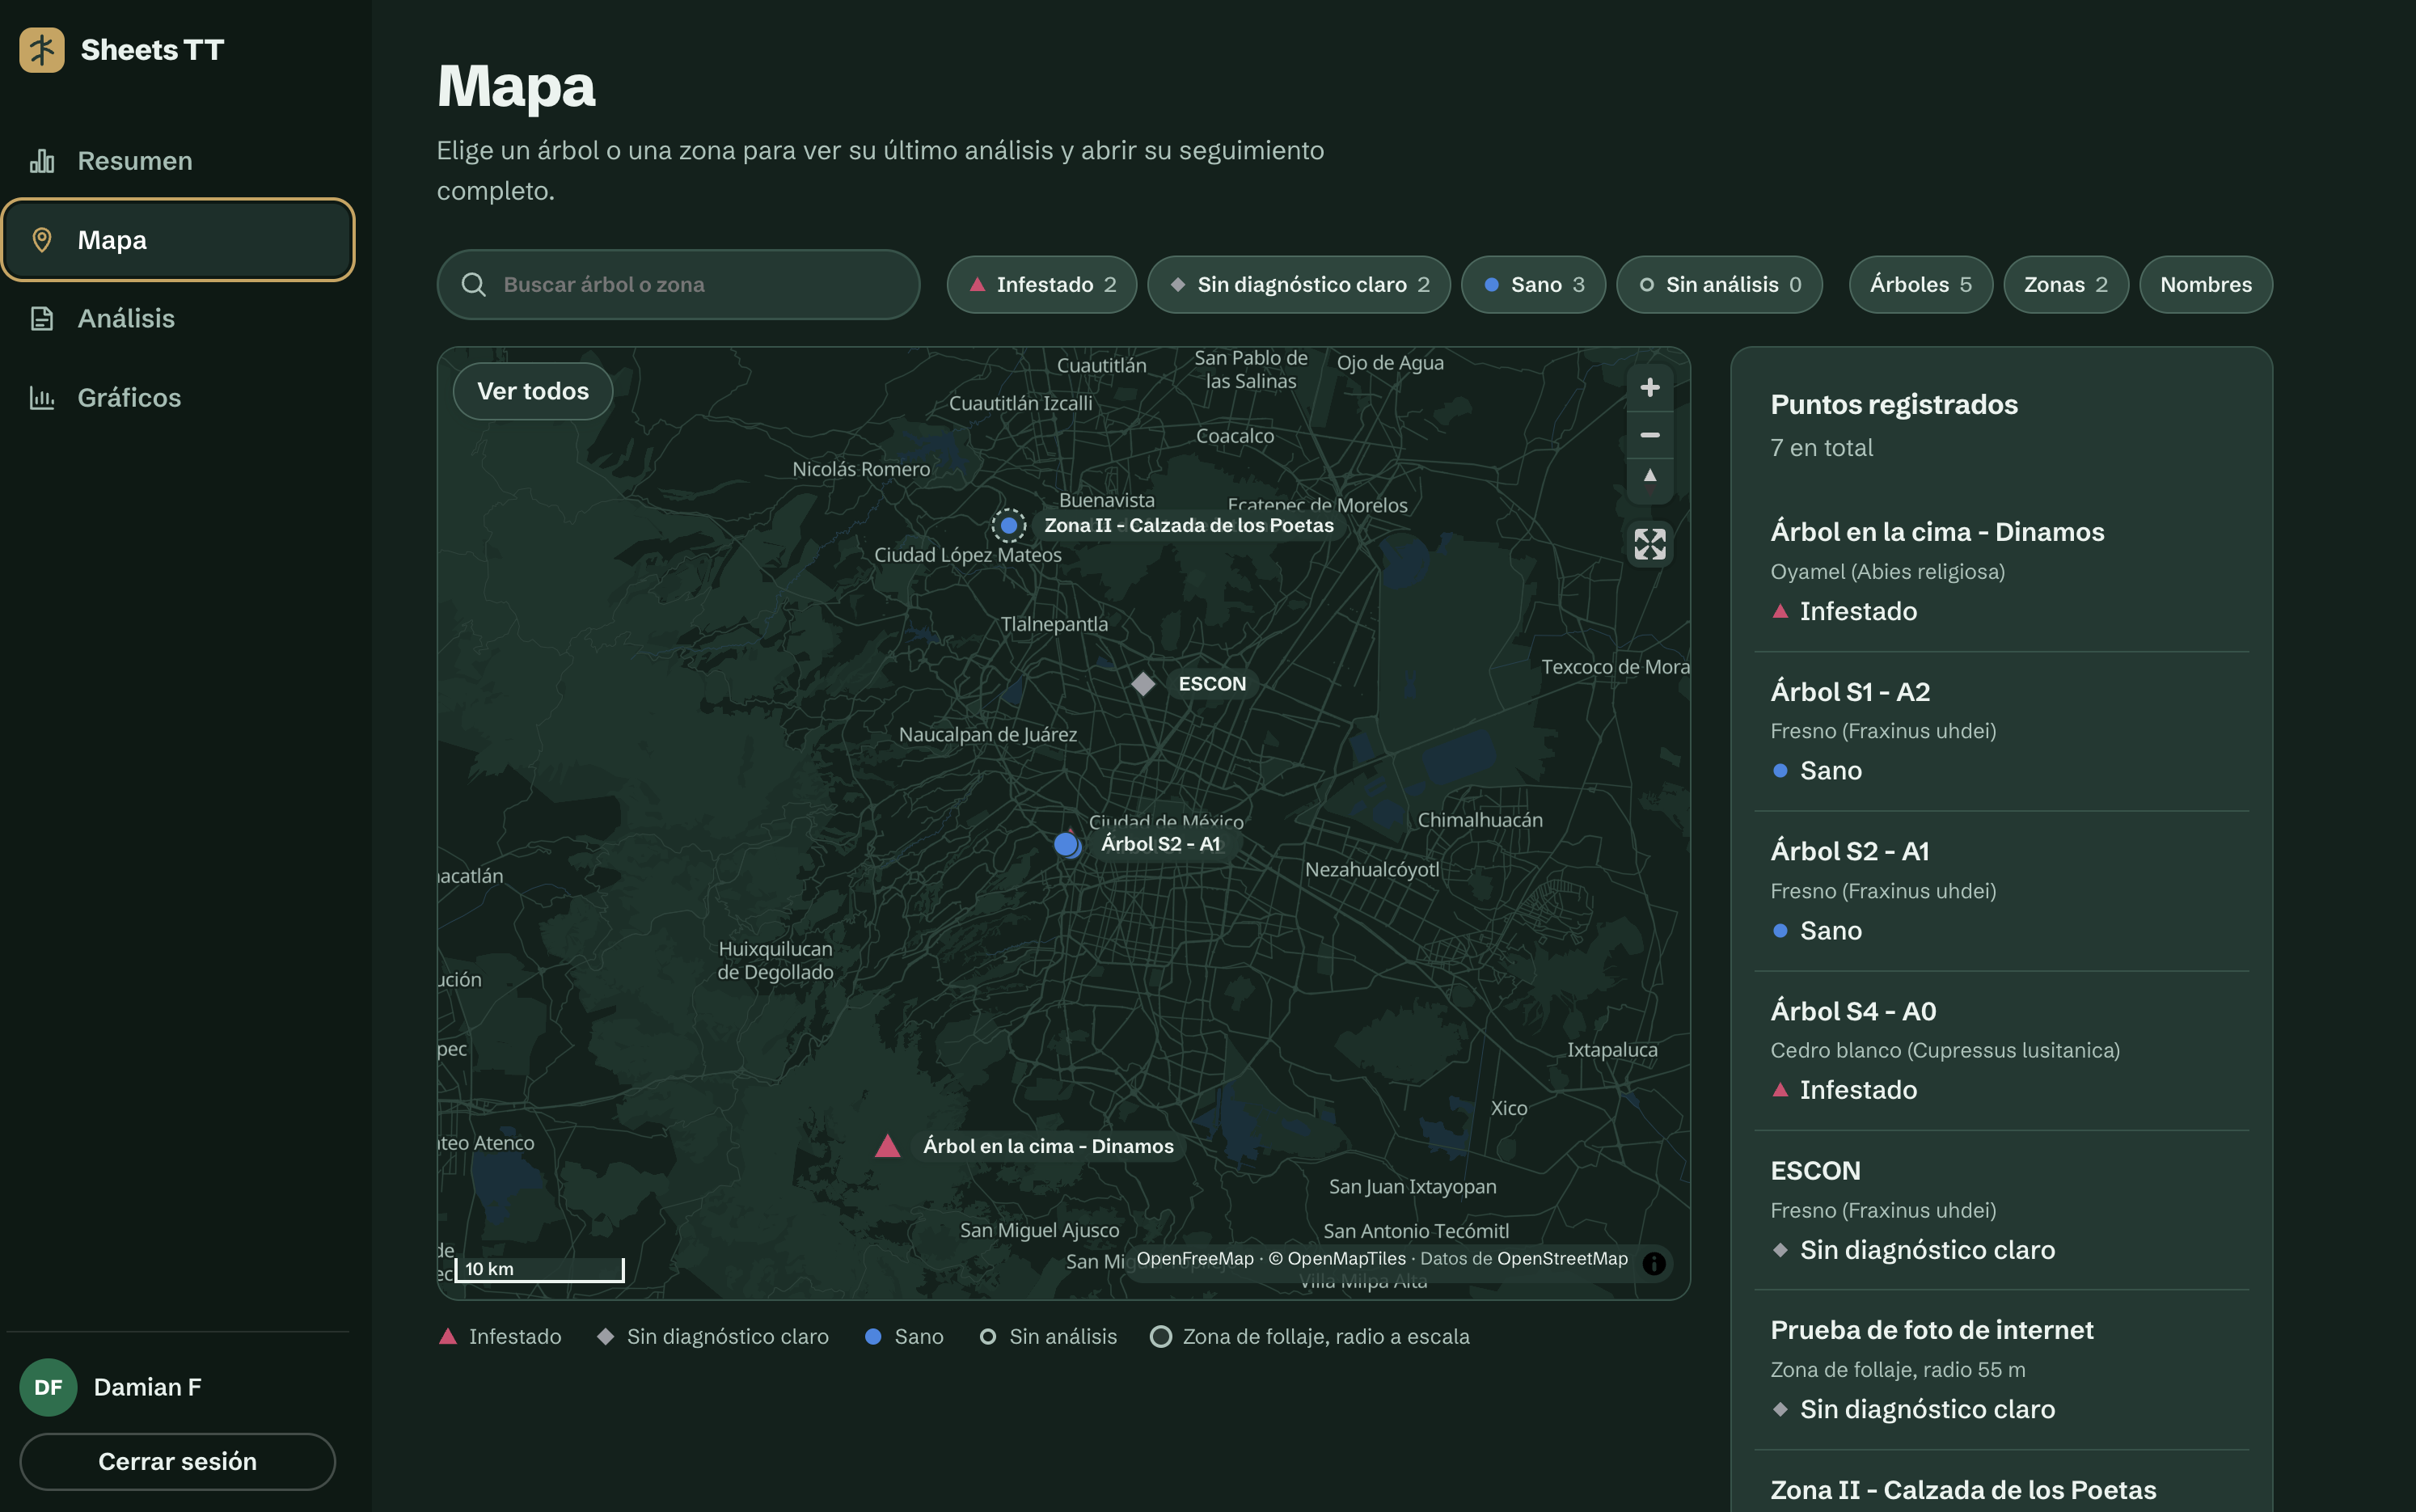 Sheets TT
Resumen
Mapa
Análisis
Gráficos
DF
Damian F
Cerrar sesión
Mapa
Elige un árbol o una zona para ver su último análisis y abrir su seguimiento
completo.
Buscar árbol o zona
Infestado 2
Sin diagnóstico claro 2
Sano 3
Sin análisis 0
Árboles 5
Zonas 2
Nombres
Ver todos
Cuautitlán
San Pablo de
las Salinas
Ojo de Agua
Cuautitlán Izcalli
Coacalco
Nicolás Romero
Buenavista
Ecatepec de Morelos
Zona II - Calzada de los Poetas
Ciudad López Mateos
Tlalnepantla
Texcoco de Mora
ESCON
Naucalpan de Juárez
Ciudad de México
Chimalhuacán
Árbol S2 - A1
Nezahualcóyotl
acatlán
Huixquilucan
de Degollado
ución
pec
Ixtapaluca
Xico
teo Atenco
Árbol en la cima - Dinamos
San Juan Ixtayopan
San Miguel Ajusco
San Antonio Tecómitl
de
ec
10 km
San Mi
OpenFreeMap · © OpenMapTiles · Datos de OpenStreetMap
Villa Milpa Alta
Infestado
Sin diagnóstico claro
Sano
Sin análisis
Zona de follaje, radio a escala
Puntos registrados
7 en total
Árbol en la cima - Dinamos
Oyamel (Abies religiosa)
Infestado
Árbol S1 - A2
Fresno (Fraxinus uhdei)
Sano
Árbol S2 - A1
Fresno (Fraxinus uhdei)
Sano
Árbol S4 - A0
Cedro blanco (Cupressus lusitanica)
Infestado
ESCON
Fresno (Fraxinus uhdei)
Sin diagnóstico claro
Prueba de foto de internet
Zona de follaje, radio 55 m
Sin diagnóstico claro
Zona II - Calzada de los Poetas